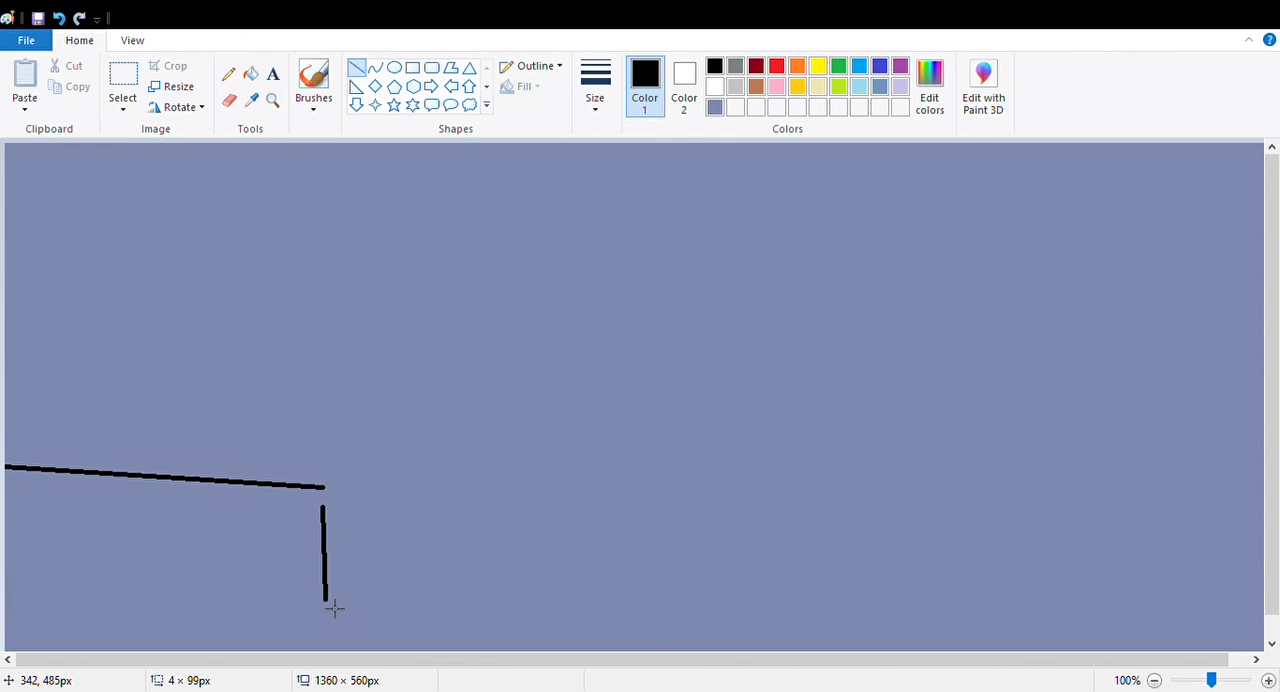 File Home View
Paste
Cut
Copy
Clipboard
Select
Crop
Resize
Rotate
Image
Tools
Brushes
Outline
Fill
Shapes
Size
Color
1
Color
2
Edit
colors
Colors
Edit with
Paint 3D
342, 485px 4 × 99px 1360 × 560px 100%